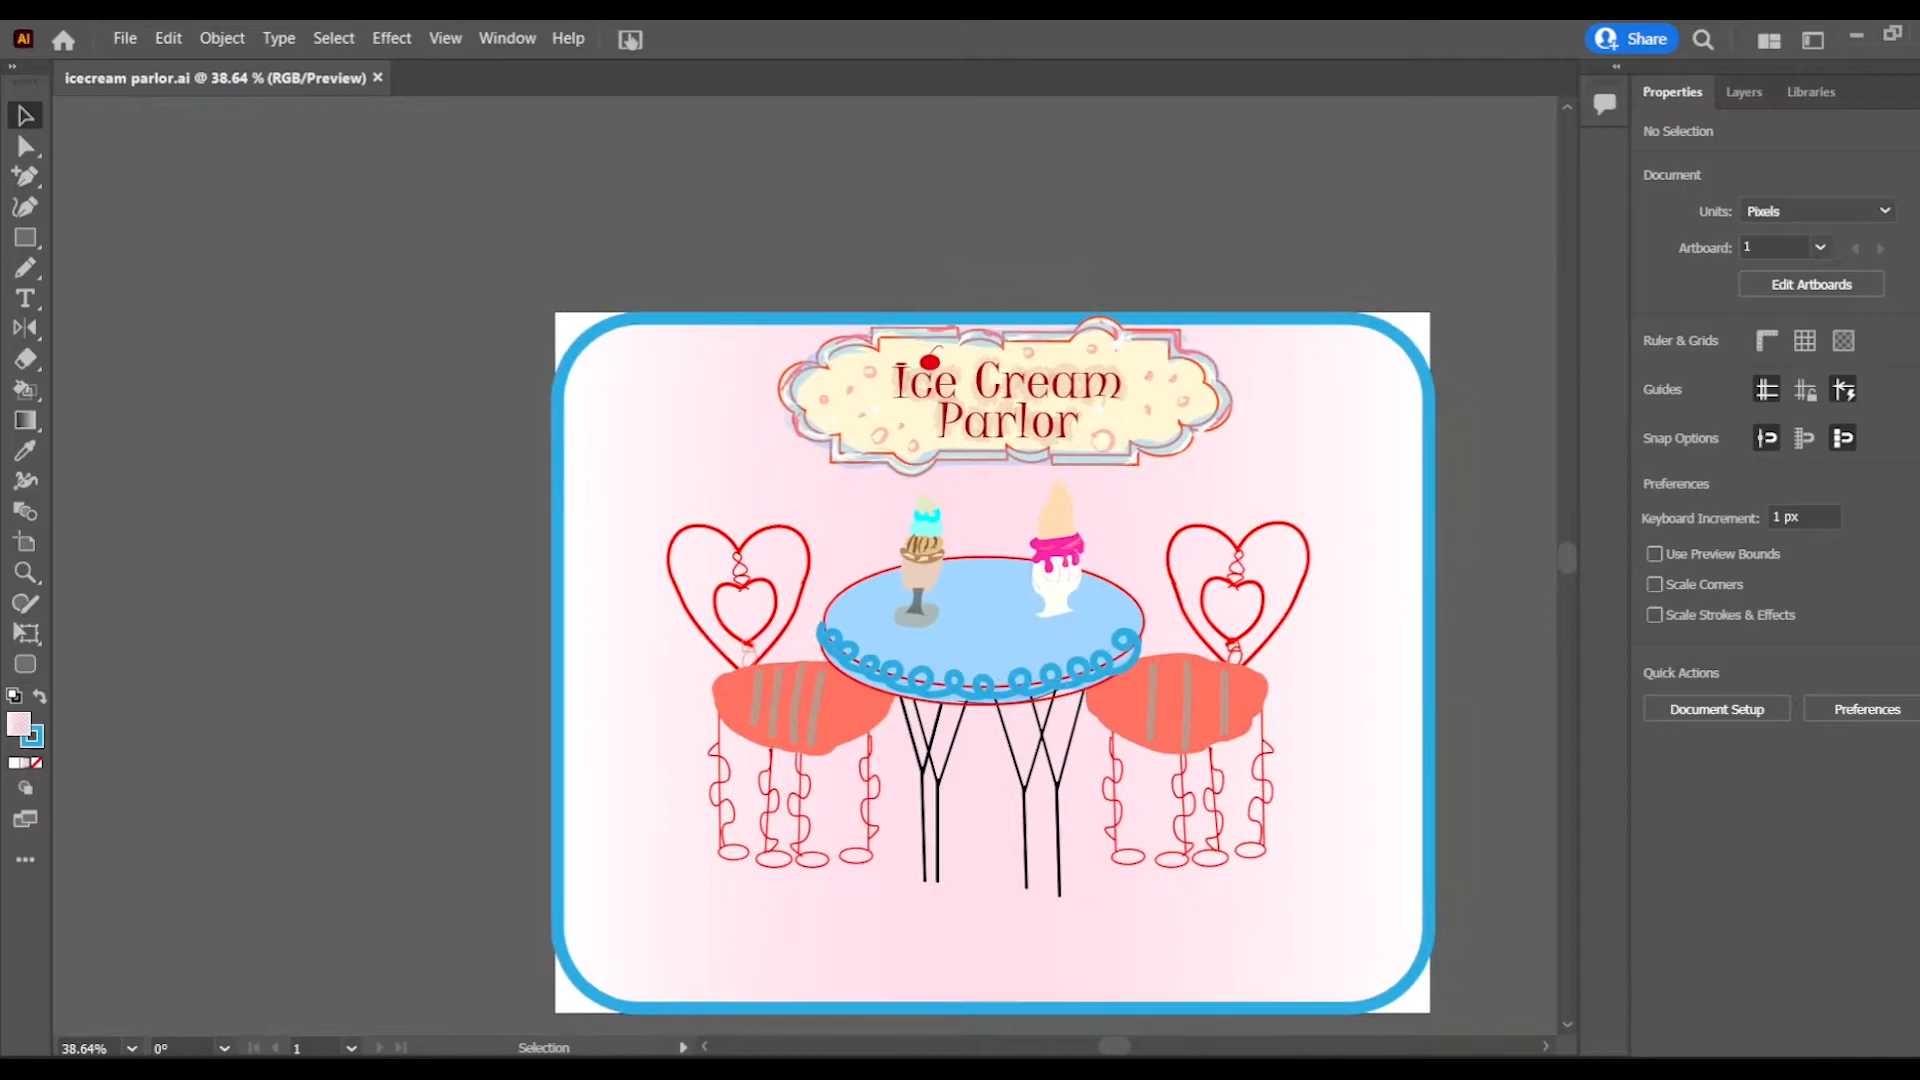 Ai File Edit Object Type Select Effect View Window Help Share
icecream parlor.ai @ 38.64 % (RGB/Preview) ×
Properties Layers Libraries
No Selection
Document
Units: Pixels
Artboard: 1
Edit Artboards
Ruler & Grids
Guides
Snap Options
Preferences
Keyboard Increment: 1 px
Use Preview Bounds
Scale Corners
Scale Strokes & Effects
Quick Actions
Document Setup Preferences
Ice Cream
Parlor
T
38.64% 0° 1 Selection